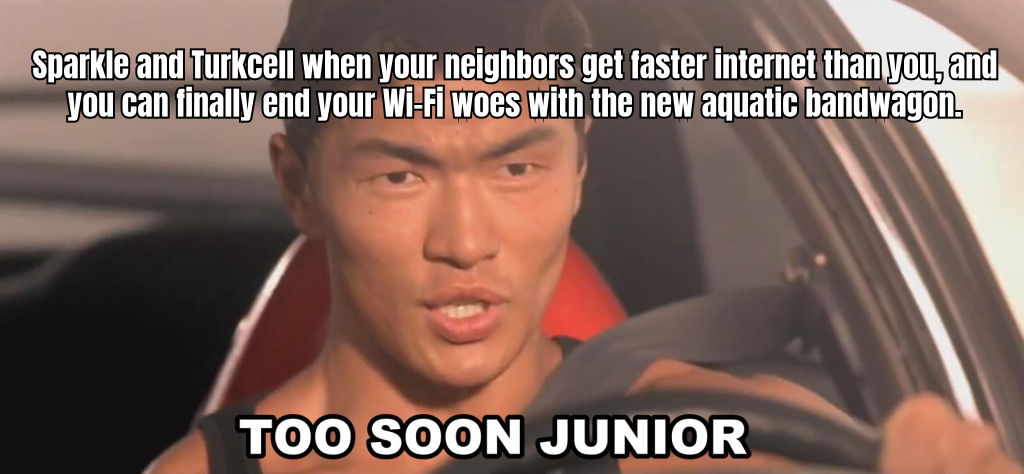 Sparkle and Turkcell when your neighbors get faster internet than you, and
you can finally end your Wi-Fi woes with the new aquatic bandwagon.
TOO SOON JUNIOR